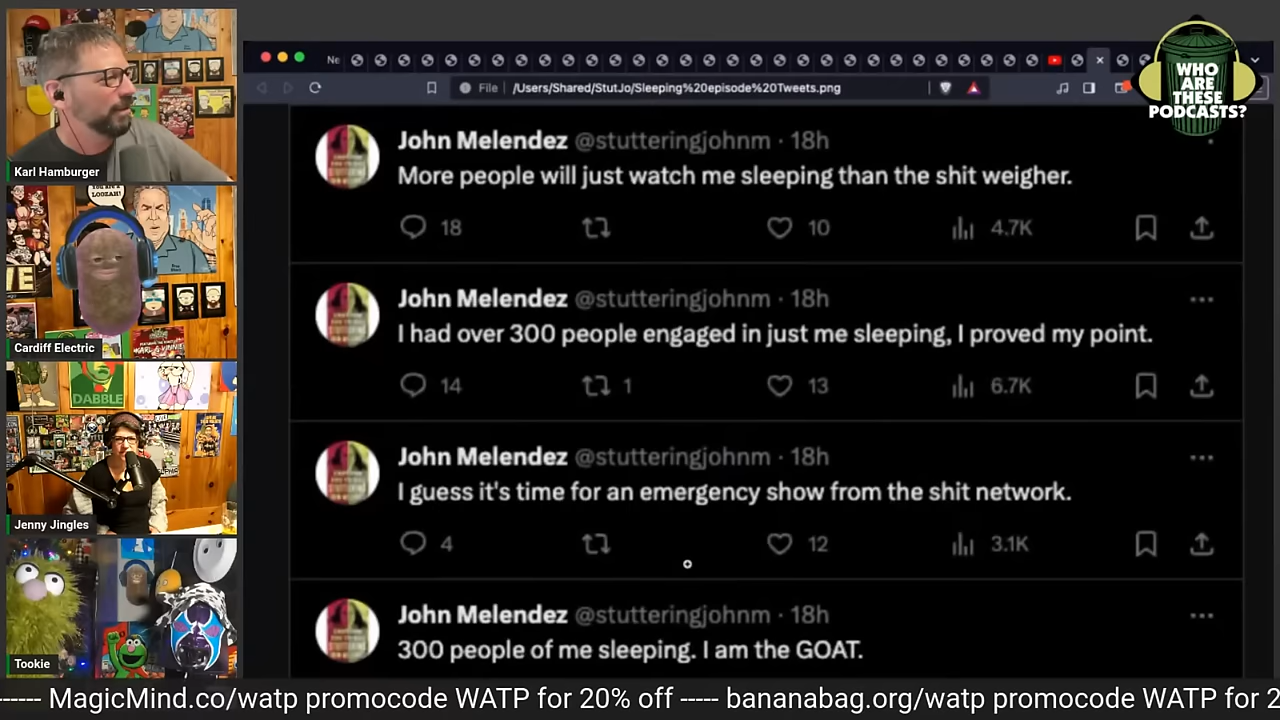 Karl Hamburger
YOU ARE A
LOOZAH!
Cardiff Electric
DABBLE
Jenny Jingles
Tookie
Ne
File
/Users/Shared/StutJo/Sleeping%20episode%20Tweets.png
WHO
ARE THESE
PODCASTS?
John Melendez @stutteringjohnm · 18h
More people will just watch me sleeping than the shit weigher.
18 10 4.7K
John Melendez @stutteringjohnm · 18h
I had over 300 people engaged in just me sleeping, I proved my point.
14 1 13 6.7K
John Melendez @stutteringjohnm · 18h
I guess it's time for an emergency show from the shit network.
4 12 3.1K
John Melendez @stutteringjohnm · 18h
300 people of me sleeping. I am the GOAT.
------ MagicMind.co/watp promocode WATP for 20% off ----- bananabag.org/watp promocode WATP for 2